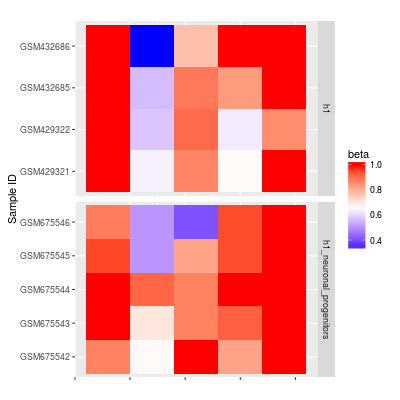 GSM432686
GSM432685
GSM429322
GSM429321
h1
GSM675546
GSM675545
GSM675544
GSM675543
GSM675542
h1_neuronal_progenitors
Sample ID
beta
1.0
0.8
0.6
0.4